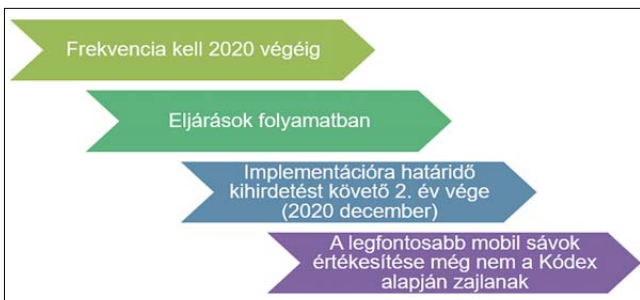 Frekvencia kell 2020 végéig
Eljárások folyamatban
Implementációra határidő
kihirdetést követő 2. év vége
(2020 december)
A legfontosabb mobil sávok
értékesítése még nem a Kódex
alapján zajlanak